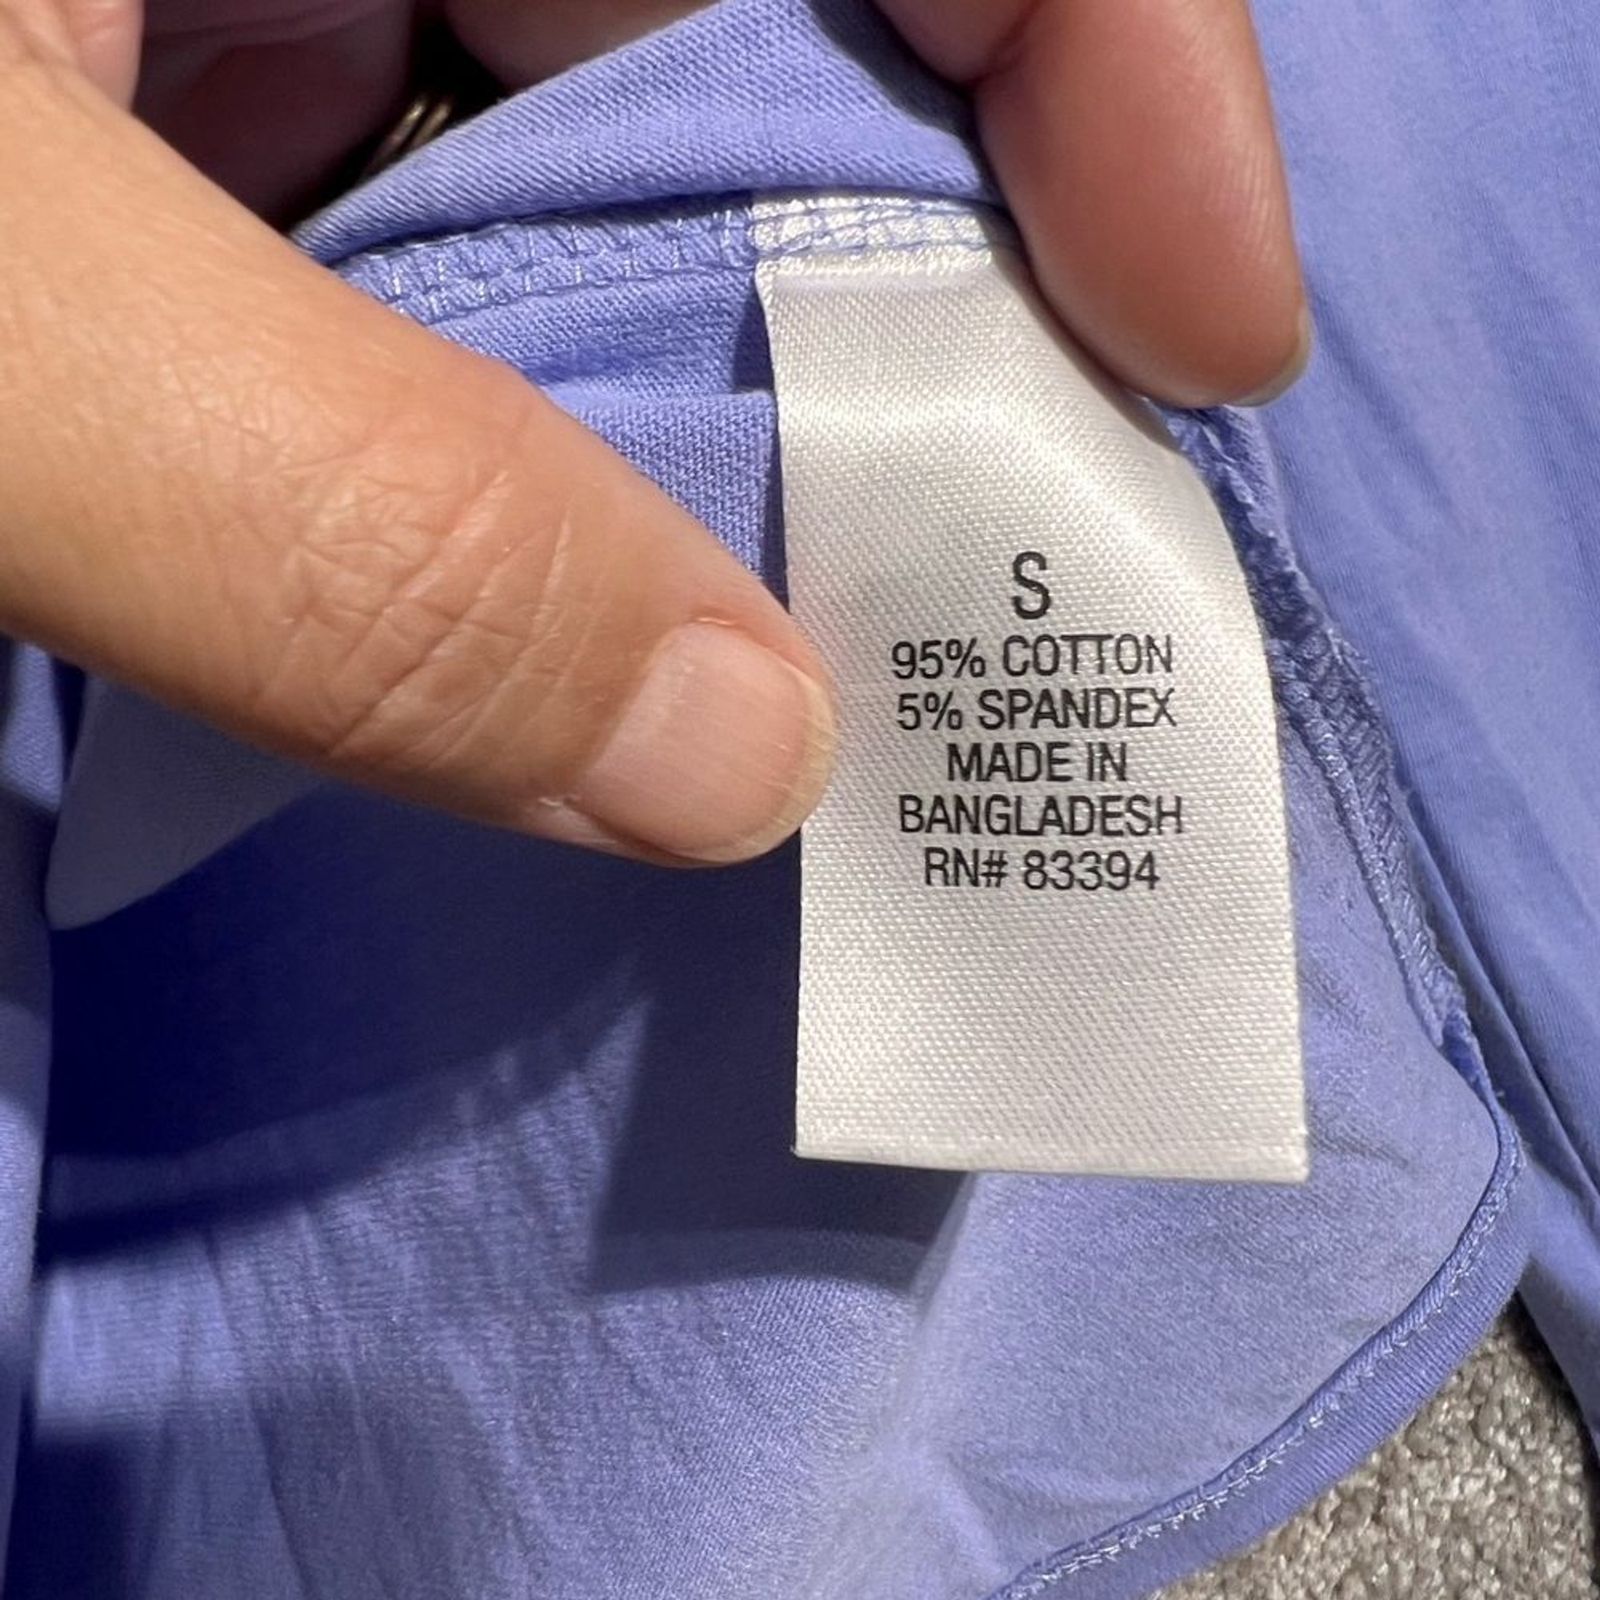 S
95% COTTON
5% SPANDEX
MADE IN
BANGLADESH
RN# 83394